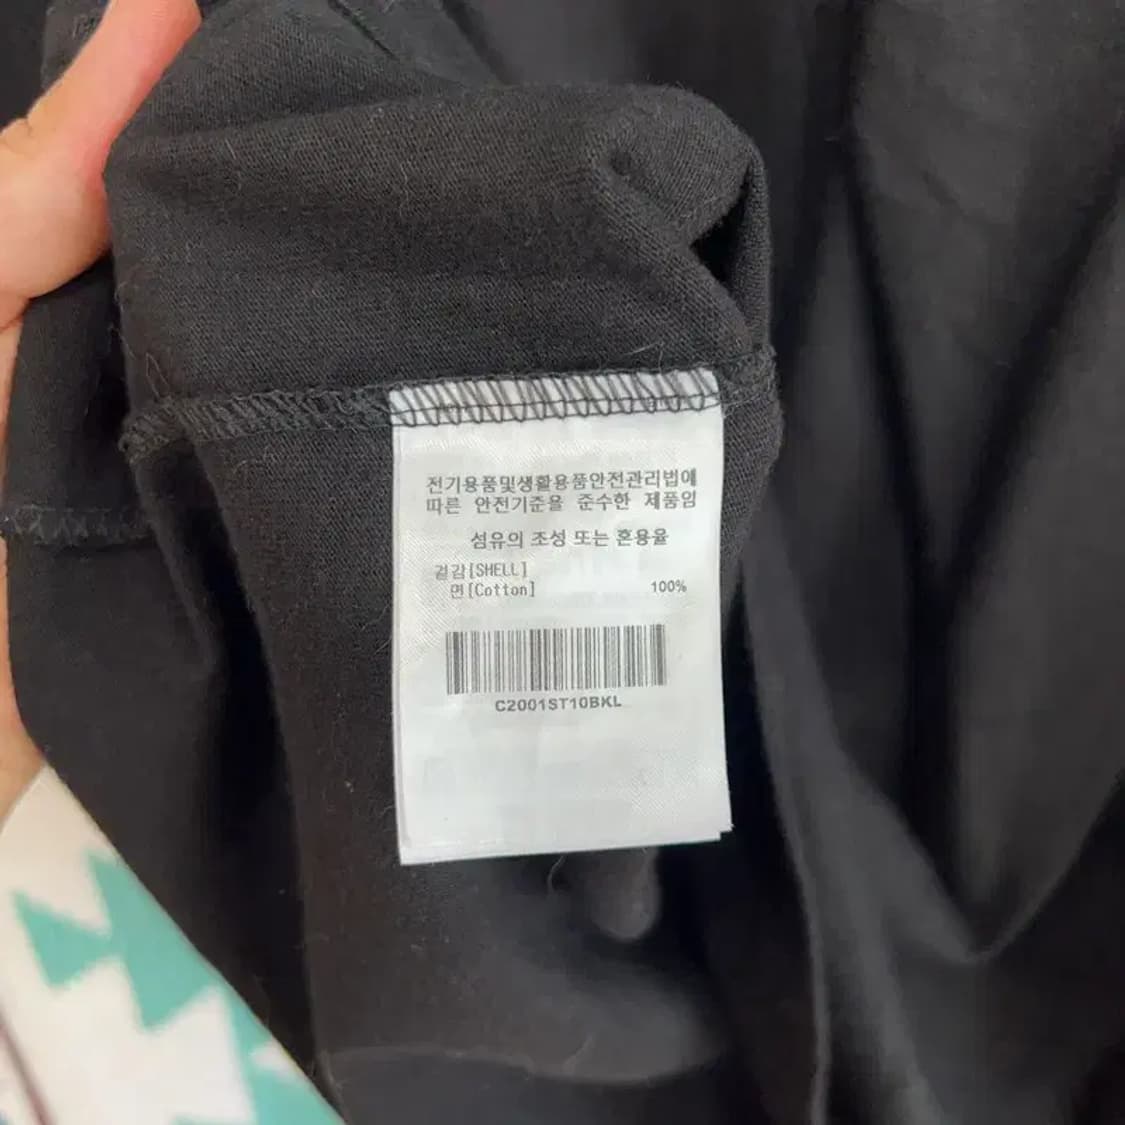 전기용품및생활용품안전관리법에
따른 안전기준을 준수한 제품임
섬유의 조성 또는 혼용율
겉감[SHELL]
면[Cotton] 100%
C2001ST10BKL